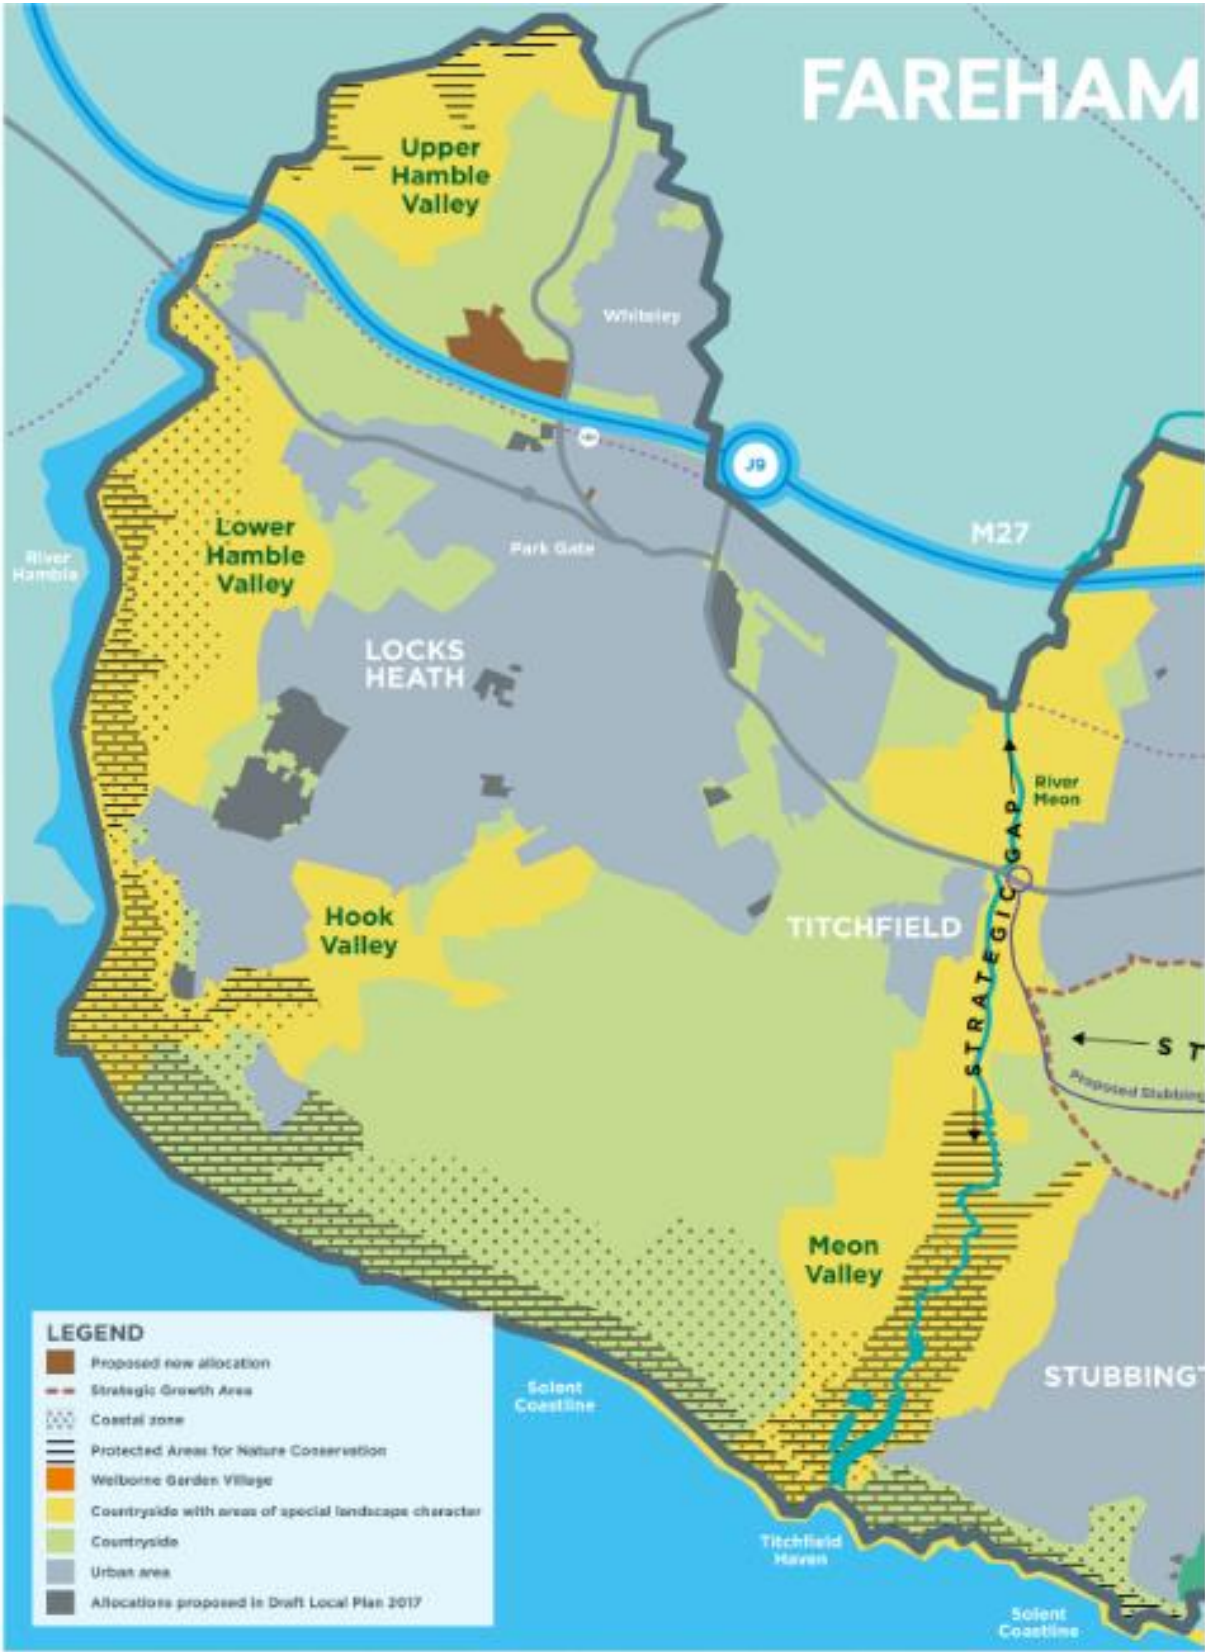 FAREHAM
Upper
Hamble
Valley
Whiteley
J9
M27
Lower
Hamble
Valley
River
Hamble
Park Gate
LOCKS
HEATH
River
Meon
STRATEGIC GAP
Hook
Valley
TITCHFIELD
S T
Proposed Stubbing
Meon
Valley
STUBBINGT
LEGEND
Proposed new allocation
Strategic Growth Area
Coastal zone
Protected Areas for Nature Conservation
Welborne Garden Village
Countryside with areas of special landscape character
Countryside
Urban area
Allocations proposed in Draft Local Plan 2017
Solent
Coastline
Titchfield
Haven
Solent
Coastline